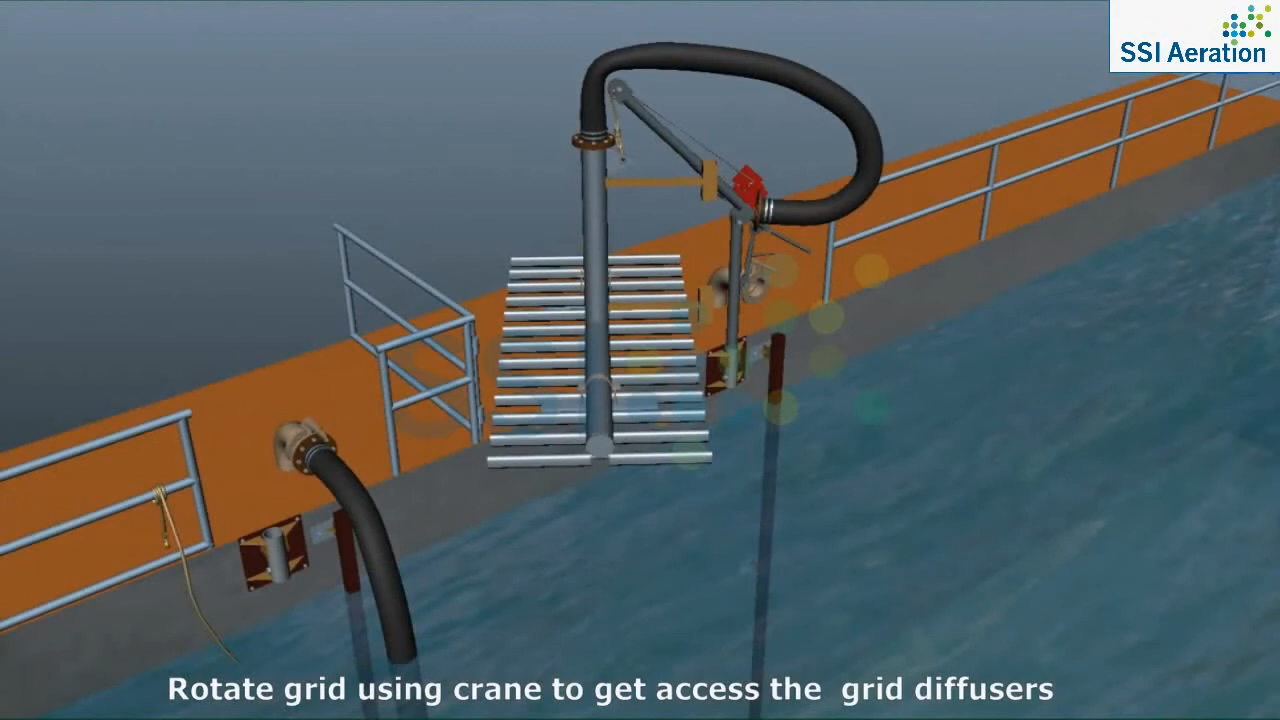 SSI Aeration
Rotate grid using crane to get access the  grid diffusers